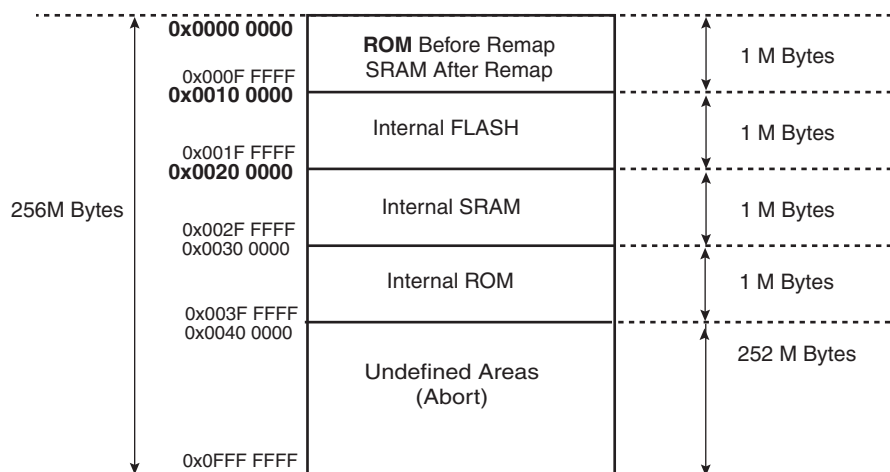 0x0000 0000
ROM Before Remap
SRAM After Remap
1 M Bytes
0x000F FFFF
0x0010 0000
Internal FLASH
1 M Bytes
0x001F FFFF
0x0020 0000
256M Bytes
Internal SRAM
1 M Bytes
0x002F FFFF
0x0030 0000
Internal ROM
1 M Bytes
0x003F FFFF
0x0040 0000
252 M Bytes
Undefined Areas
(Abort)
0x0FFF FFFF